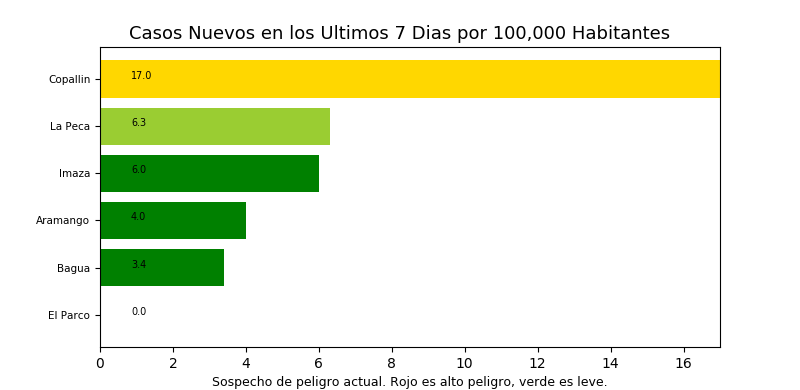 Casos Nuevos en los Ultimos 7 Dias por 100,000 Habitantes
Copallin 17.0
La Peca 6.3
Imaza 6.0
Aramango 4.0
Bagua 3.4
El Parco 0.0
0 2 4 6 8 10 12 14 16
Sospecho de peligro actual. Rojo es alto peligro, verde es leve.